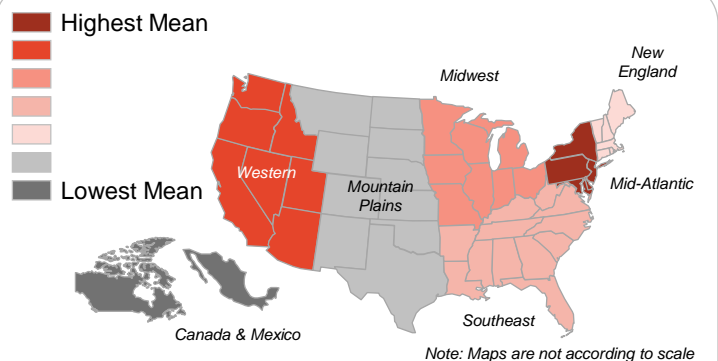 Highest Mean
New
England
Midwest
Western
Mountain
Plains
Mid-Atlantic
Lowest Mean
Southeast
Canada & Mexico
Note: Maps are not according to scale